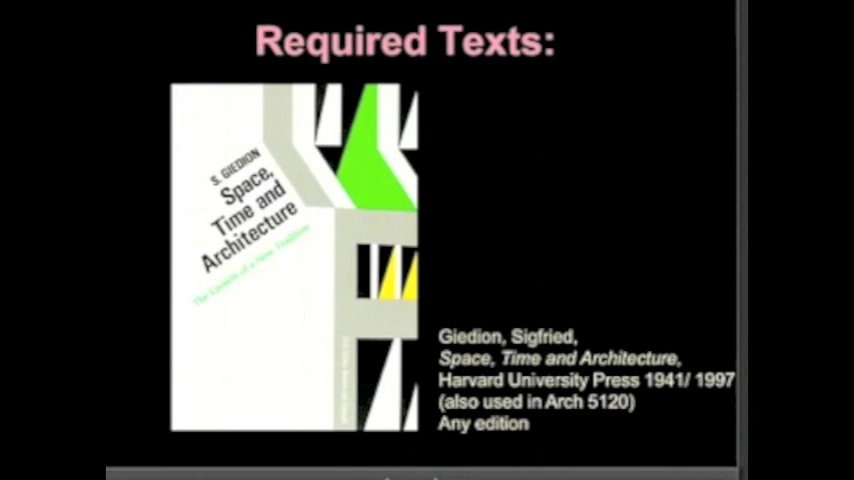 Required Texts:
S. GIEDION
Space,
Time and
Architecture
The Growth of a New Tradition
Giedion, Sigfried,
Space, Time and Architecture,
Harvard University Press 1941/ 1997
(also used in Arch 5120)
Any edition